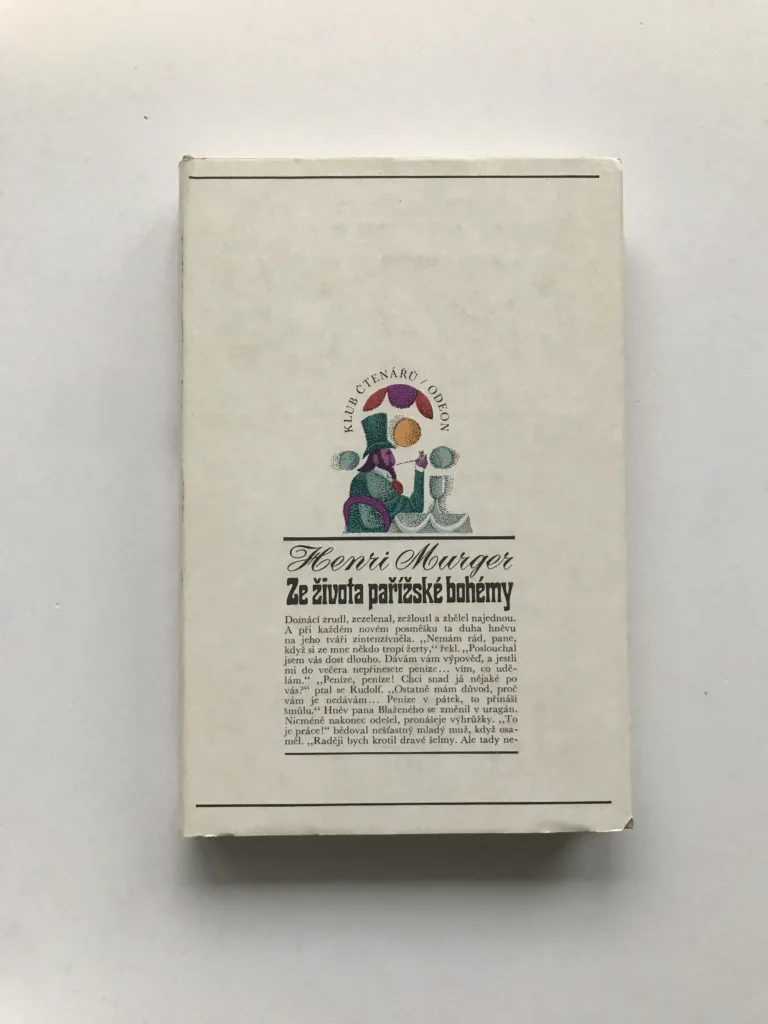 KLUB ČTENÁŘŮ / ODEON
Henri Murger
Ze života pařížské bohémy
Domácí zrudl, zezelenal, zežloutl a zbělel najednou.
A při každém novém posměšku ta duha hněvu
na jeho tváři zintenzívněla. „Nemám rád, pane,
když si ze mne někdo tropí žerty,“ řekl. „Poslouchal
jsem vás dost dlouho. Dávám vám výpověď, a jestli
mi do večera nepřinesete peníze... vím, co udě-
lám.“ „Peníze, peníze! Chci snad já nějaké po
vás?“ ptal se Rudolf. „Ostatně mám důvod, proč
vám je nedávám... Peníze v pátek, to přináší
smůlu.“ Hněv pana Blaženého se změnil v uragán.
Nicméně nakonec odešel, pronášeje výhrůžky. „To
je práce!“ bědoval nešťastný mladý muž, když osa-
měl. „Raději bych krotil dravé šelmy. Ale tady ne-